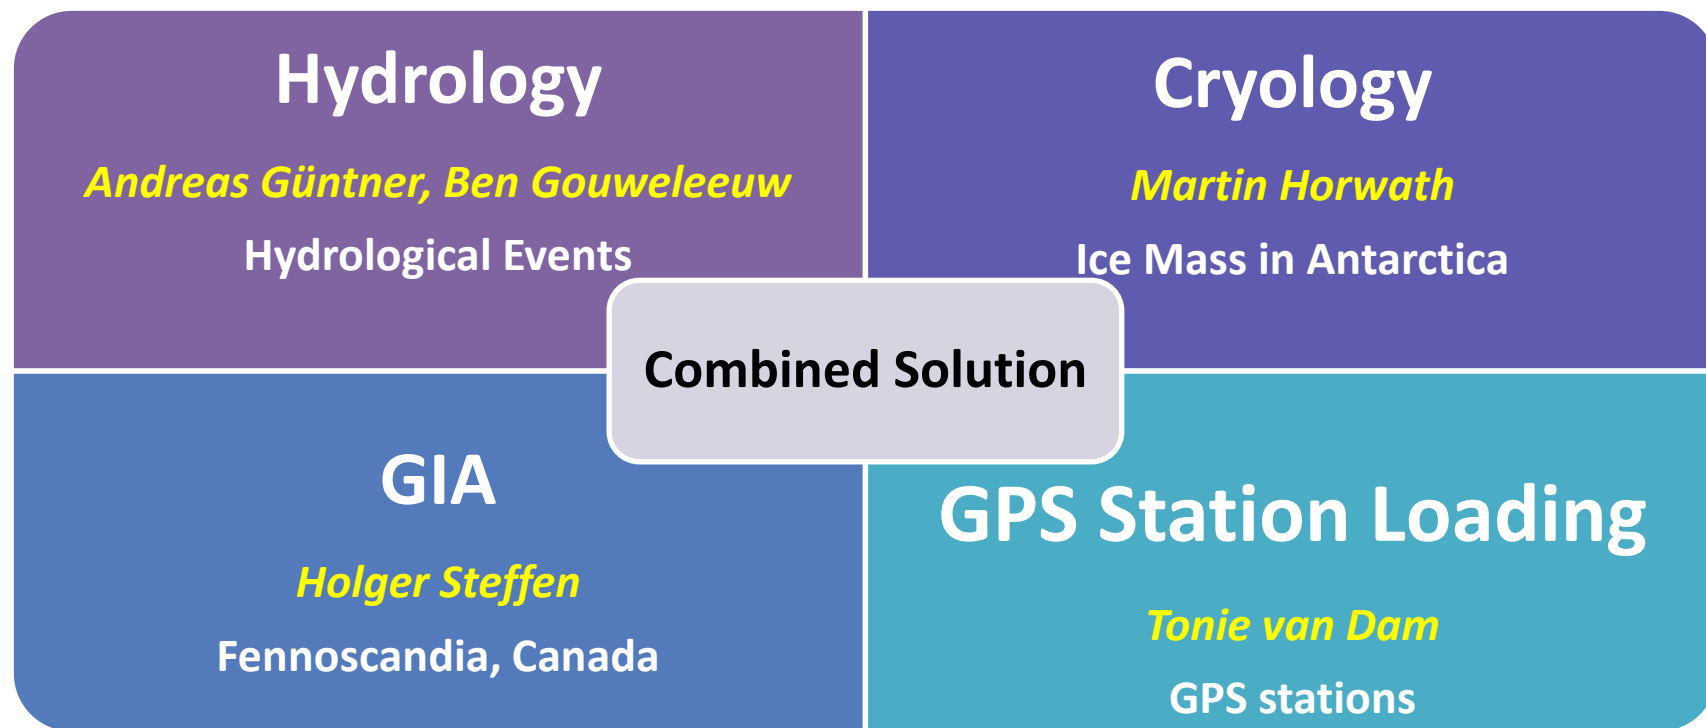 Hydrology
Andreas Güntner, Ben Gouweleeuw
Hydrological Events
Cryology
Martin Horwath
Ice Mass in Antarctica
Combined Solution
GIA
Holger Steffen
Fennoscandia, Canada
GPS Station Loading
Tonie van Dam
GPS stations